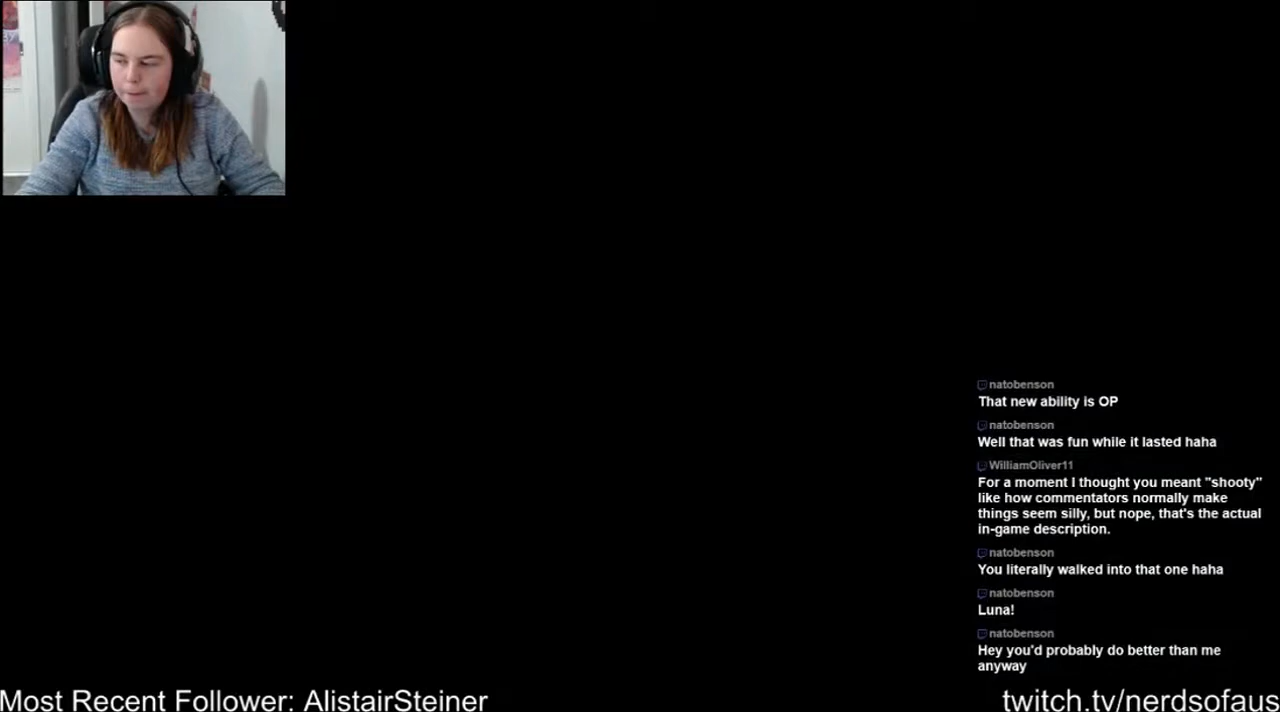 natobenson
That new ability is OP
natobenson
Well that was fun while it lasted haha
WilliamOliver11
For a moment I thought you meant "shooty"
like how commentators normally make
things seem silly, but nope, that's the actual
in-game description.
natobenson
You literally walked into that one haha
natobenson
Luna!
natobenson
Hey you'd probably do better than me
anyway
Most Recent Follower: AlistairSteiner
twitch.tv/nerdsofaus